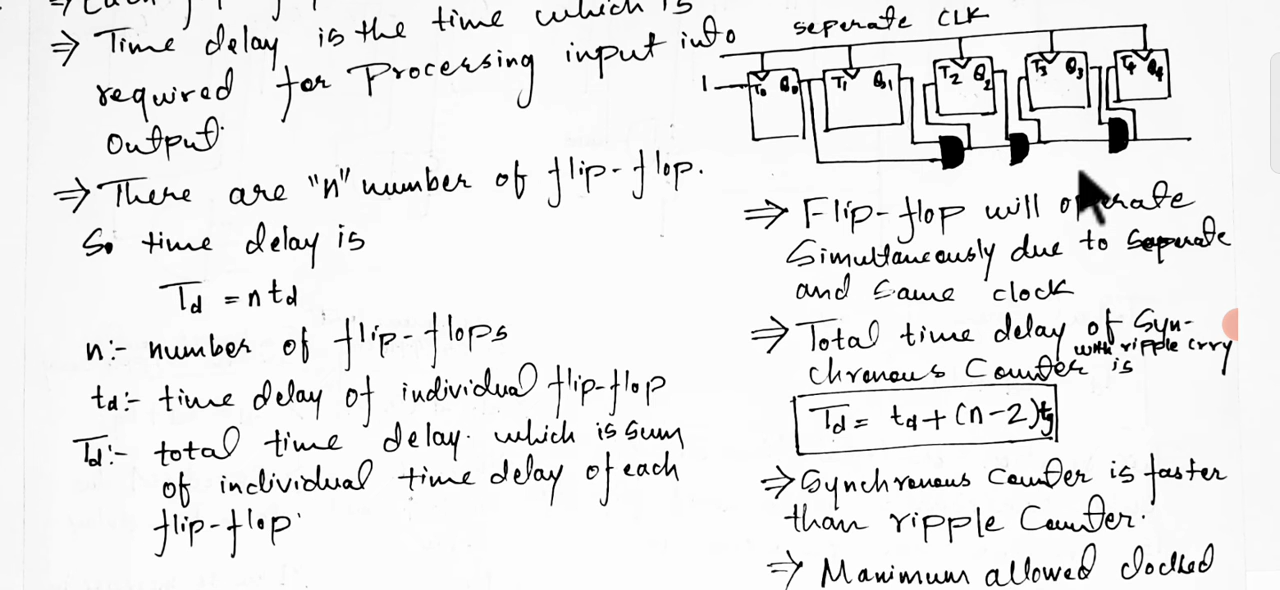 ⇒ Time delay is the time which is
required for Processing input into
output.
⇒ There are "n" number of flip-flop.
So time delay is
Td = n td
n:- number of flip-flops
td:- time delay of individual flip-flop
Td:- total time delay. which is sum
of individual time delay of each
flip-flop.
seperate CLK
1 T0 Q0 T1 Q1 T2 Q2 T3 Q3 T4 Q4
⇒ Flip-flop will operate
Simultaneously due to seperate
and same clock
⇒ Total time delay of Syn-
with ripple crry
chronous Counter is
Td = td + (n-2)tg
⇒ Synchronous Counter is faster
than ripple Counter.
⇒ Manimum allowed clocked